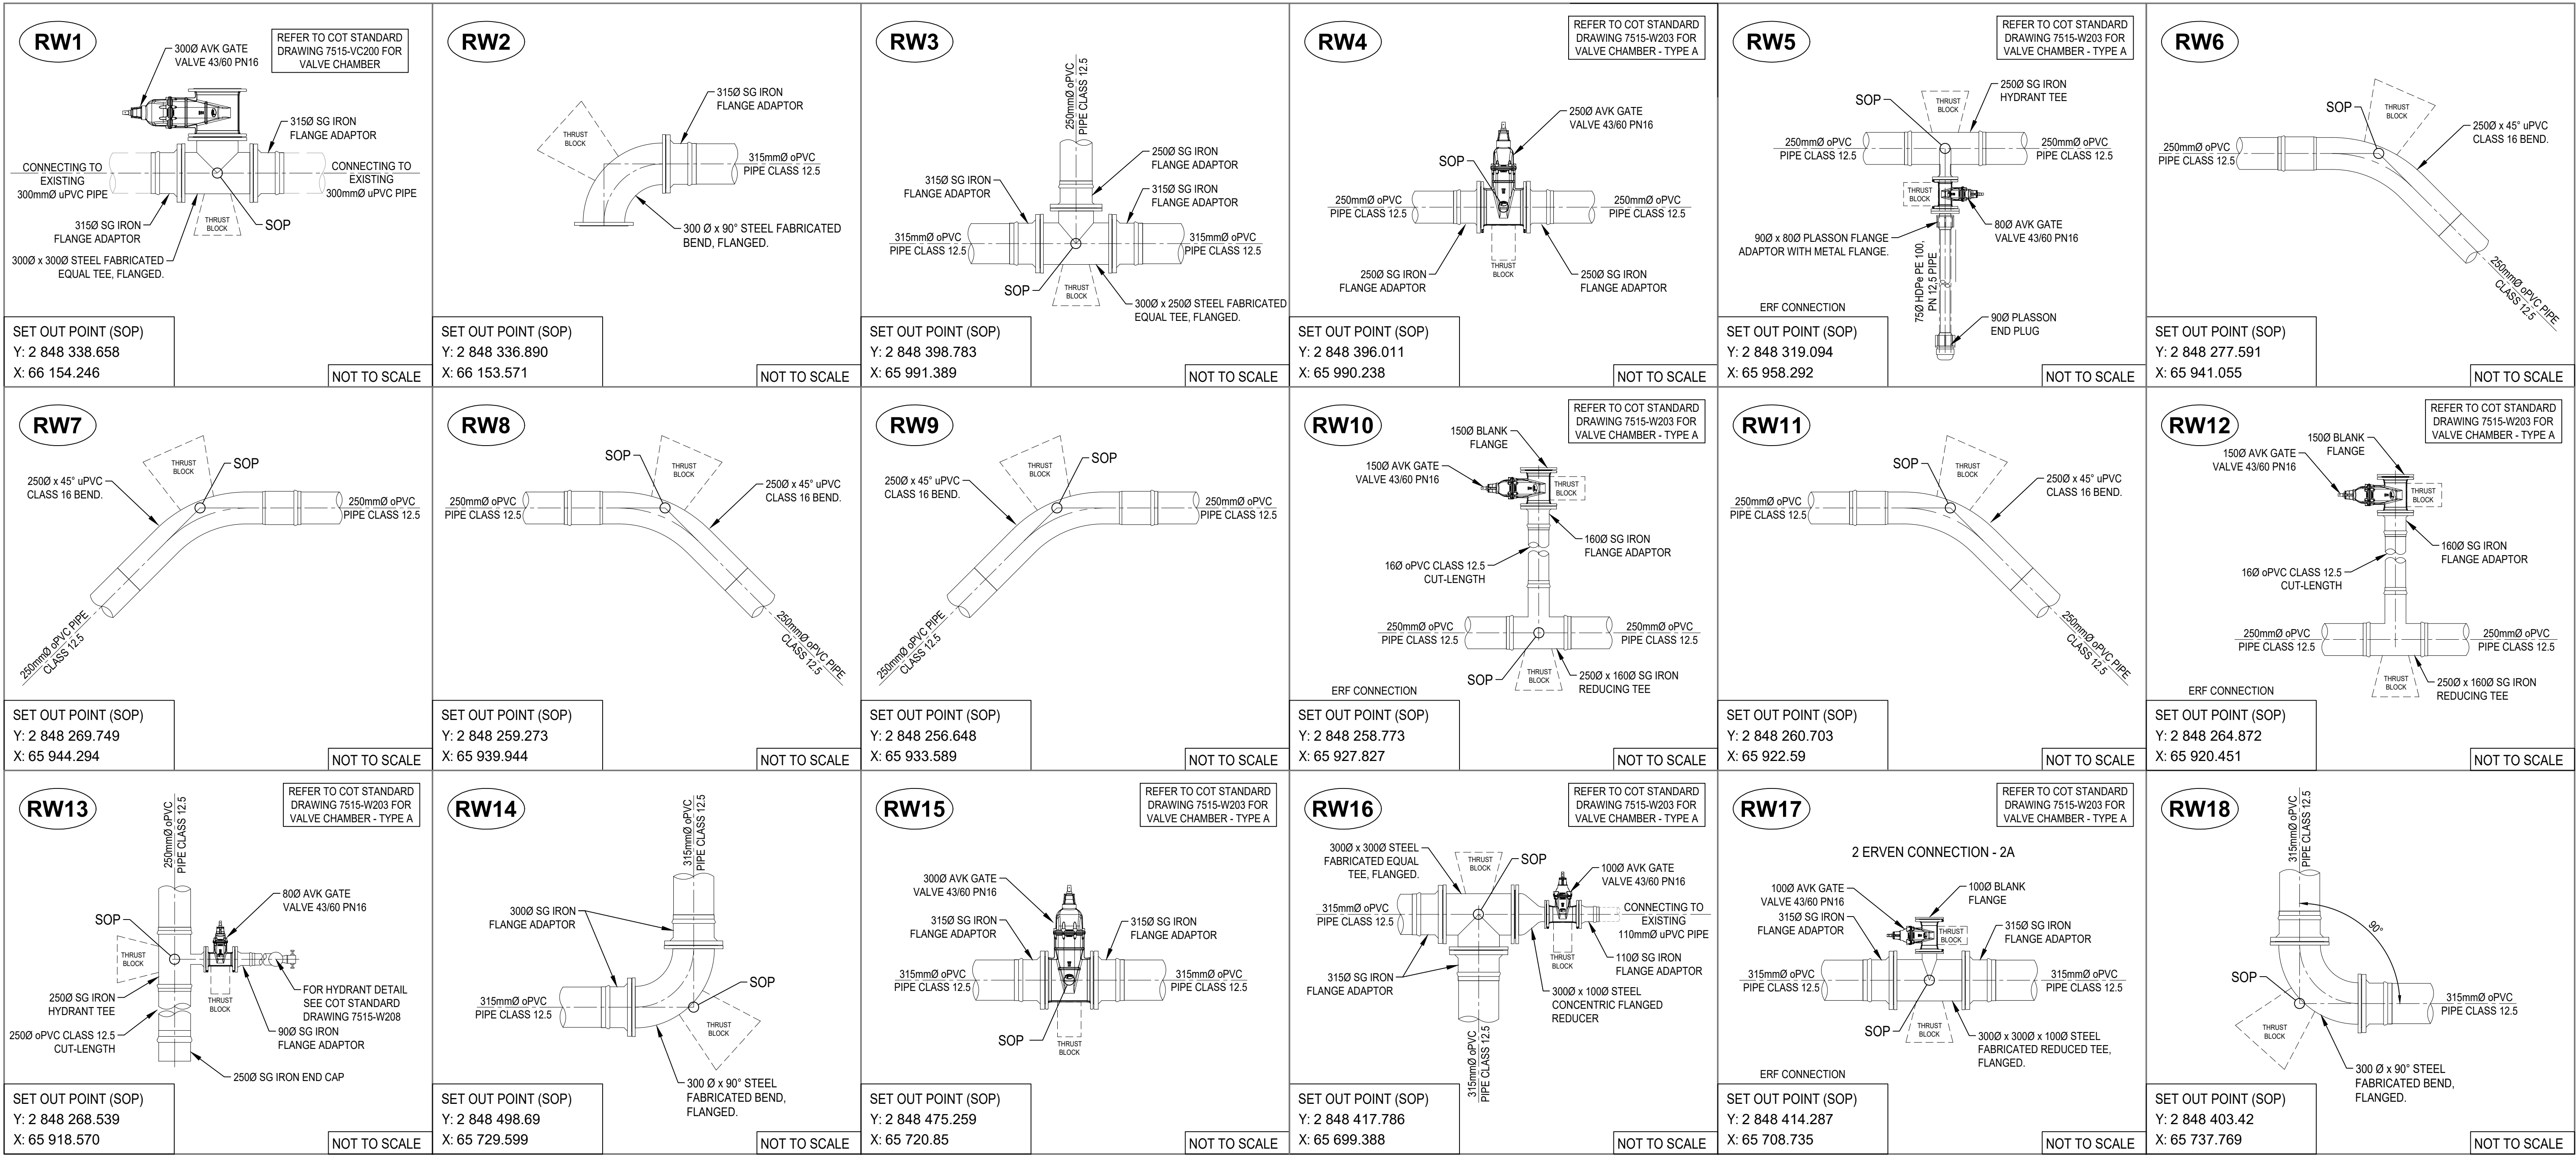 RW1
REFER TO COT STANDARD
DRAWING 7515-VC200 FOR
VALVE CHAMBER
300Ø AVK GATE
VALVE 43/60 PN16
315Ø SG IRON
FLANGE ADAPTOR
CONNECTING TO
EXISTING
300mmØ uPVC PIPE
CONNECTING TO
EXISTING
300mmØ uPVC PIPE
THRUST
BLOCK
SOP
315Ø SG IRON
FLANGE ADAPTOR
300Ø x 300Ø STEEL FABRICATED
EQUAL TEE, FLANGED.
SET OUT POINT (SOP)
Y: 2 848 338.658
X: 66 154.246
RW2
315Ø SG IRON
FLANGE ADAPTOR
THRUST
BLOCK
315mmØ oPVC
PIPE CLASS 12.5
300 Ø x 90° STEEL FABRICATED
BEND, FLANGED.
SET OUT POINT (SOP)
Y: 2 848 336.890
X: 66 153.571
NOT TO SCALE
RW3
250mmØ oPVC
PIPE CLASS 12.5
250Ø SG IRON
FLANGE ADAPTOR
315Ø SG IRON
FLANGE ADAPTOR
315Ø SG IRON
FLANGE ADAPTOR
315mmØ oPVC
PIPE CLASS 12.5
315mmØ oPVC
PIPE CLASS 12.5
SOP
THRUST
BLOCK
300Ø x 250Ø STEEL FABRICATED
EQUAL TEE, FLANGED.
SET OUT POINT (SOP)
Y: 2 848 398.783
X: 65 991.389
NOT TO SCALE
RW4
REFER TO COT STANDARD
DRAWING 7515-W203 FOR
VALVE CHAMBER - TYPE A
250Ø AVK GATE
VALVE 43/60 PN16
SOP
250mmØ oPVC
PIPE CLASS 12.5
250mmØ oPVC
PIPE CLASS 12.5
THRUST
BLOCK
250Ø SG IRON
FLANGE ADAPTOR
250Ø SG IRON
FLANGE ADAPTOR
SET OUT POINT (SOP)
Y: 2 848 396.011
X: 65 990.238
NOT TO SCALE
RW5
REFER TO COT STANDARD
DRAWING 7515-W203 FOR
VALVE CHAMBER - TYPE A
SOP
THRUST
BLOCK
250Ø SG IRON
HYDRANT TEE
250mmØ oPVC
PIPE CLASS 12.5
250mmØ oPVC
PIPE CLASS 12.5
THRUST
BLOCK
80Ø AVK GATE
VALVE 43/60 PN16
90Ø x 80Ø PLASSON FLANGE
ADAPTOR WITH METAL FLANGE.
75Ø HDPe PE 100,
PN 12,5 PIPE
90Ø PLASSON
END PLUG
ERF CONNECTION
SET OUT POINT (SOP)
Y: 2 848 319.094
X: 65 958.292
NOT TO SCALE
RW6
SOP
THRUST
BLOCK
250Ø x 45° uPVC
CLASS 16 BEND.
250mmØ oPVC
PIPE CLASS 12.5
250mmØ oPVC PIPE
CLASS 12.5
SET OUT POINT (SOP)
Y: 2 848 277.591
X: 65 941.055
NOT TO SCALE
NOT TO SCALE
RW7
THRUST
BLOCK
SOP
250Ø x 45° uPVC
CLASS 16 BEND.
250mmØ oPVC
PIPE CLASS 12.5
250mmØ oPVC PIPE
CLASS 12.5
SET OUT POINT (SOP)
Y: 2 848 269.749
X: 65 944.294
NOT TO SCALE
RW8
SOP
THRUST
BLOCK
250Ø x 45° uPVC
CLASS 16 BEND.
250mmØ oPVC
PIPE CLASS 12.5
250mmØ oPVC PIPE
CLASS 12.5
SET OUT POINT (SOP)
Y: 2 848 259.273
X: 65 939.944
NOT TO SCALE
RW9
THRUST
BLOCK
SOP
250Ø x 45° uPVC
CLASS 16 BEND.
250mmØ oPVC
PIPE CLASS 12.5
250mmØ oPVC PIPE
CLASS 12.5
SET OUT POINT (SOP)
Y: 2 848 256.648
X: 65 933.589
RW10
REFER TO COT STANDARD
DRAWING 7515-W203 FOR
VALVE CHAMBER - TYPE A
150Ø BLANK
FLANGE
150Ø AVK GATE
VALVE 43/60 PN16
THRUST
BLOCK
160Ø SG IRON
FLANGE ADAPTOR
16Ø oPVC CLASS 12.5
CUT-LENGTH
250mmØ oPVC
PIPE CLASS 12.5
250mmØ oPVC
PIPE CLASS 12.5
SOP
THRUST
BLOCK
250Ø x 160Ø SG IRON
REDUCING TEE
ERF CONNECTION
SET OUT POINT (SOP)
Y: 2 848 258.773
X: 65 927.827
NOT TO SCALE
NOT TO SCALE
RW11
SOP
THRUST
BLOCK
250Ø x 45° uPVC
CLASS 16 BEND.
250mmØ oPVC
PIPE CLASS 12.5
250mmØ oPVC PIPE
CLASS 12.5
SET OUT POINT (SOP)
Y: 2 848 260.703
X: 65 922.59
NOT TO SCALE
RW12
REFER TO COT STANDARD
DRAWING 7515-W203 FOR
VALVE CHAMBER - TYPE A
150Ø BLANK
FLANGE
150Ø AVK GATE
VALVE 43/60 PN16
THRUST
BLOCK
160Ø SG IRON
FLANGE ADAPTOR
16Ø oPVC CLASS 12.5
CUT-LENGTH
250mmØ oPVC
PIPE CLASS 12.5
250mmØ oPVC
PIPE CLASS 12.5
THRUST
BLOCK
250Ø x 160Ø SG IRON
REDUCING TEE
ERF CONNECTION
SET OUT POINT (SOP)
Y: 2 848 264.872
X: 65 920.451
NOT TO SCALE
RW13
250mmØ oPVC
PIPE CLASS 12.5
REFER TO COT STANDARD
DRAWING 7515-W203 FOR
VALVE CHAMBER - TYPE A
80Ø AVK GATE
VALVE 43/60 PN16
SOP
THRUST
BLOCK
THRUST
BLOCK
250Ø SG IRON
HYDRANT TEE
FOR HYDRANT DETAIL
SEE COT STANDARD
DRAWING 7515-W208
250Ø oPVC CLASS 12.5
CUT-LENGTH
90Ø SG IRON
FLANGE ADAPTOR
250Ø SG IRON END CAP
SET OUT POINT (SOP)
Y: 2 848 268.539
X: 65 918.570
NOT TO SCALE
RW14
315mmØ oPVC
PIPE CLASS 12.5
300Ø SG IRON
FLANGE ADAPTOR
SOP
315mmØ oPVC
PIPE CLASS 12.5
THRUST
BLOCK
300 Ø x 90° STEEL
FABRICATED BEND,
FLANGED.
SET OUT POINT (SOP)
Y: 2 848 498.69
X: 65 729.599
NOT TO SCALE
RW15
REFER TO COT STANDARD
DRAWING 7515-W203 FOR
VALVE CHAMBER - TYPE A
300Ø AVK GATE
VALVE 43/60 PN16
315Ø SG IRON
FLANGE ADAPTOR
315Ø SG IRON
FLANGE ADAPTOR
315mmØ oPVC
PIPE CLASS 12.5
315mmØ oPVC
PIPE CLASS 12.5
SOP
THRUST
BLOCK
SET OUT POINT (SOP)
Y: 2 848 475.259
X: 65 720.85
NOT TO SCALE
RW16
REFER TO COT STANDARD
DRAWING 7515-W203 FOR
VALVE CHAMBER - TYPE A
300Ø x 300Ø STEEL
FABRICATED EQUAL
TEE, FLANGED.
THRUST
BLOCK
SOP
100Ø AVK GATE
VALVE 43/60 PN16
315mmØ oPVC
PIPE CLASS 12.5
CONNECTING TO
EXISTING
110mmØ uPVC PIPE
THRUST
BLOCK
110Ø SG IRON
FLANGE ADAPTOR
315Ø SG IRON
FLANGE ADAPTOR
300Ø x 100Ø STEEL
CONCENTRIC FLANGED
REDUCER
315mmØ oPVC
PIPE CLASS 12.5
SET OUT POINT (SOP)
Y: 2 848 417.786
X: 65 699.388
NOT TO SCALE
RW17
REFER TO COT STANDARD
DRAWING 7515-W203 FOR
VALVE CHAMBER - TYPE A
2 ERVEN CONNECTION - 2A
100Ø AVK GATE
VALVE 43/60 PN16
100Ø BLANK
FLANGE
315Ø SG IRON
FLANGE ADAPTOR
THRUST
BLOCK
315Ø SG IRON
FLANGE ADAPTOR
315mmØ oPVC
PIPE CLASS 12.5
315mmØ oPVC
PIPE CLASS 12.5
SOP
THRUST
BLOCK
300Ø x 300Ø x 100Ø STEEL
FABRICATED REDUCED TEE,
FLANGED.
ERF CONNECTION
SET OUT POINT (SOP)
Y: 2 848 414.287
X: 65 708.735
NOT TO SCALE
RW18
315mmØ oPVC
PIPE CLASS 12.5
90°
SOP
315mmØ oPVC
PIPE CLASS 12.5
THRUST
BLOCK
300 Ø x 90° STEEL
FABRICATED BEND,
FLANGED.
SET OUT POINT (SOP)
Y: 2 848 403.42
X: 65 737.769
NOT TO SCALE